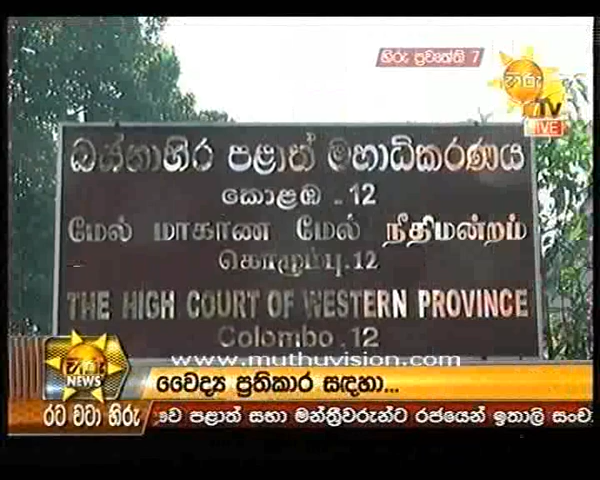 හිරු ප්‍රවෘත්ති 7
හිරු
TV
LIVE
බස්නාහිර පළාත් මහාධිකරණය
කොළඹ .. 12
மேல் மாகாண மேல் நீதிமன்றம்
கொழும்பு.12
THE HIGH COURT OF WESTERN PROVINCE
Colombo .12
www.muthuvision.com
හිරු
NEWS
වෛද්‍ය ප්‍රතිකාර සඳහා...
රට වටා හිරු
පළාත් සභා මන්ත්‍රීවරුන්ට රජයෙන් ඉතාලි